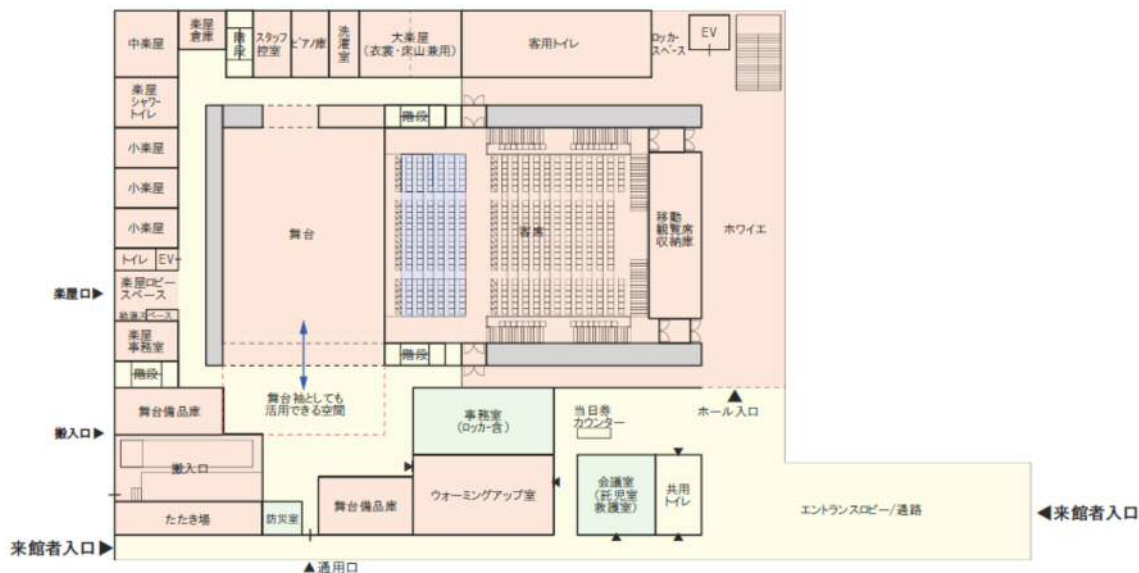 中楽屋
楽屋
倉庫
階段
スタッフ
控室
ピアノ庫
洗濯室
大楽屋
(衣裳・床山兼用)
客用トイレ
ロッカー
スペース
EV
楽屋
シャワー
トイレ
階段
小楽屋
小楽屋
小楽屋
舞台
客席
移動
観覧席
収納庫
ホワイエ
トイレ
EV
楽屋口▶
楽屋ロビー
スペース
給湯スペース
楽屋
事務室
階段
階段
舞台備品庫
舞台袖としても
活用できる空間
事務室
(ロッカー含)
当日券
カウンター
▲
ホール入口
搬入口▶
搬入口
舞台備品庫
ウォーミングアップ室
会議室
(託児室
救護室)
共用
トイレ
エントランスロビー/通路
◀来館者入口
たたき場
防災室
来館者入口▶
▲通用口